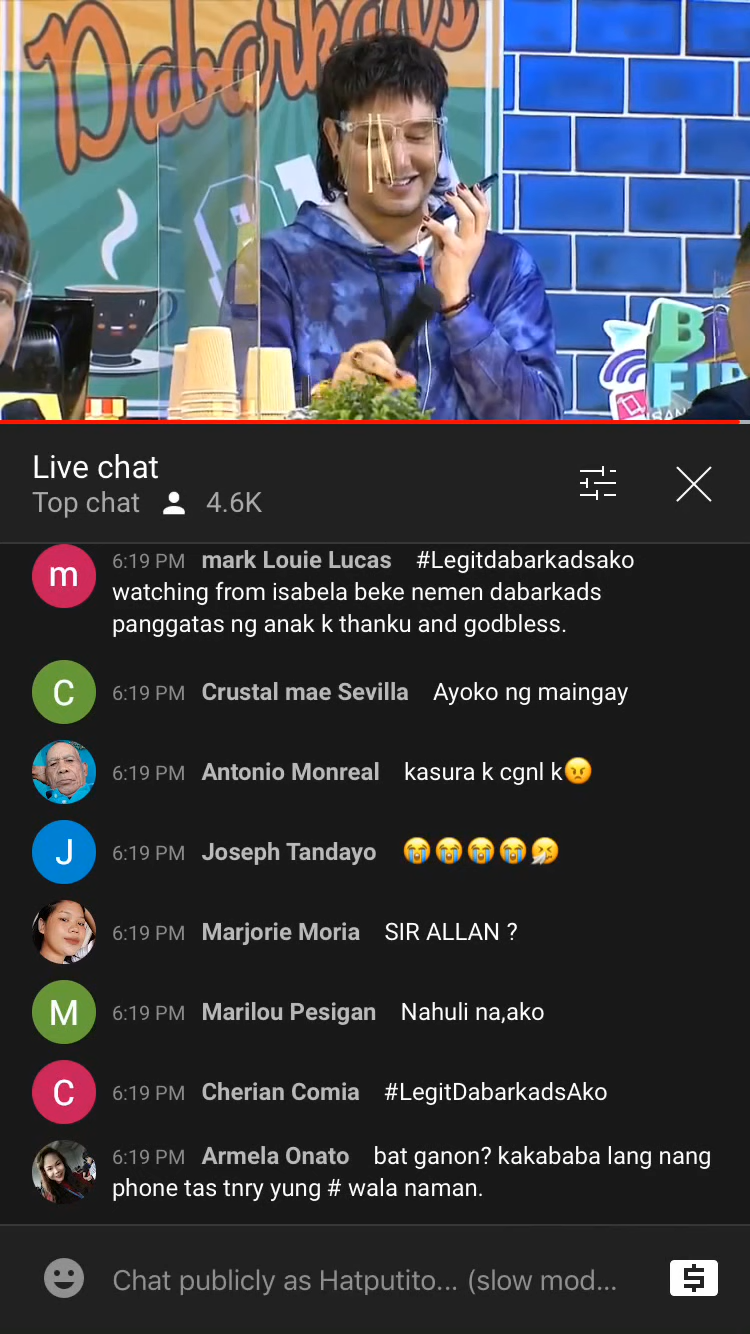 Dabarkads
B
FI
Live chat
Top chat 4.6K
6:19 PM mark Louie Lucas #Legitdabarkadsako
watching from isabela beke nemen dabarkads
panggatas ng anak k thanku and godbless.
C 6:19 PM Crustal mae Sevilla Ayoko ng maingay
6:19 PM Antonio Monreal kasura k cgnl k😠
J 6:19 PM Joseph Tandayo 😭😭😭😭🤧
6:19 PM Marjorie Moria SIR ALLAN ?
M 6:19 PM Marilou Pesigan Nahuli na,ako
C 6:19 PM Cherian Comia #LegitDabarkadsAko
6:19 PM Armela Onato bat ganon? kakababa lang nang
phone tas tnry yung # wala naman.
Chat publicly as Hatputito... (slow mod...